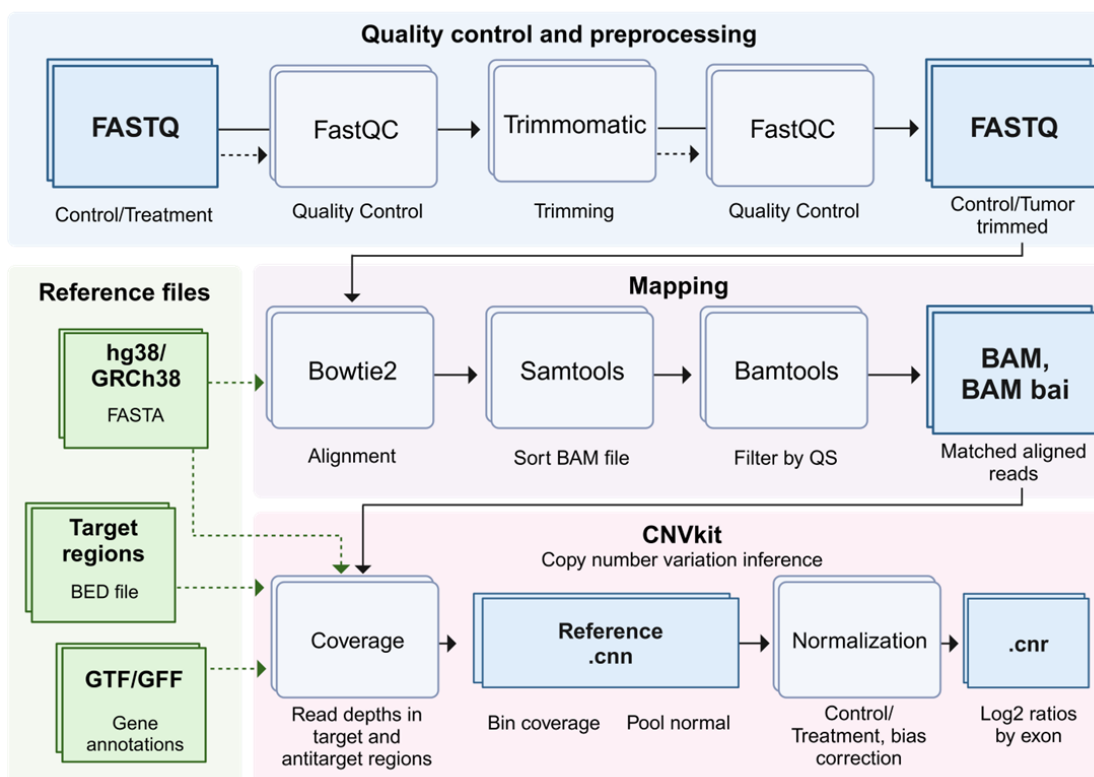 Quality control and preprocessing
FASTQ
FastQC
Trimmomatic
FastQC
FASTQ
Control/Treatment
Quality Control
Trimming
Quality Control
Control/Tumor
trimmed
Reference files
hg38/
GRCh38
FASTA
Target
regions
BED file
GTF/GFF
Gene
annotations
Mapping
Bowtie2
Samtools
Bamtools
BAM,
BAM bai
Alignment
Sort BAM file
Filter by QS
Matched aligned
reads
CNVkit
Copy number variation inference
Coverage
Reference
.cnn
Normalization
.cnr
Read depths in
target and
antitarget regions
Bin coverage
Pool normal
Control/
Treatment, bias
correction
Log2 ratios
by exon